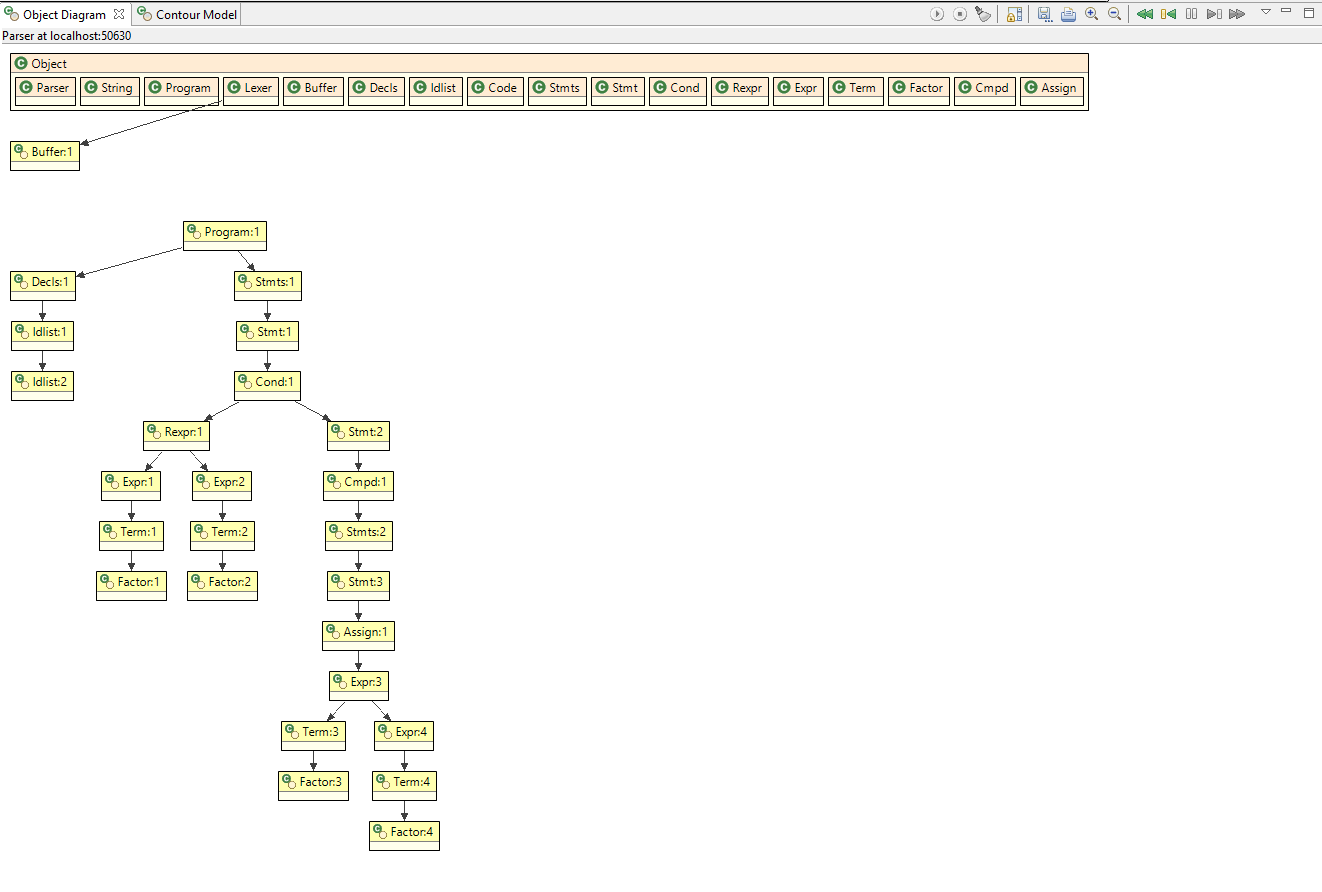 Object Diagram Contour Model
Parser at localhost:50630
Object
Parser String Program Lexer Buffer Decls Idlist Code Stmts Stmt Cond Rexpr Expr Term Factor Cmpd Assign
Buffer:1
Program:1
Decls:1 Stmts:1
Idlist:1 Stmt:1
Idlist:2 Cond:1
Rexpr:1 Stmt:2
Expr:1 Expr:2 Cmpd:1
Term:1 Term:2 Stmts:2
Factor:1 Factor:2 Stmt:3
Assign:1
Expr:3
Term:3 Expr:4
Factor:3 Term:4
Factor:4